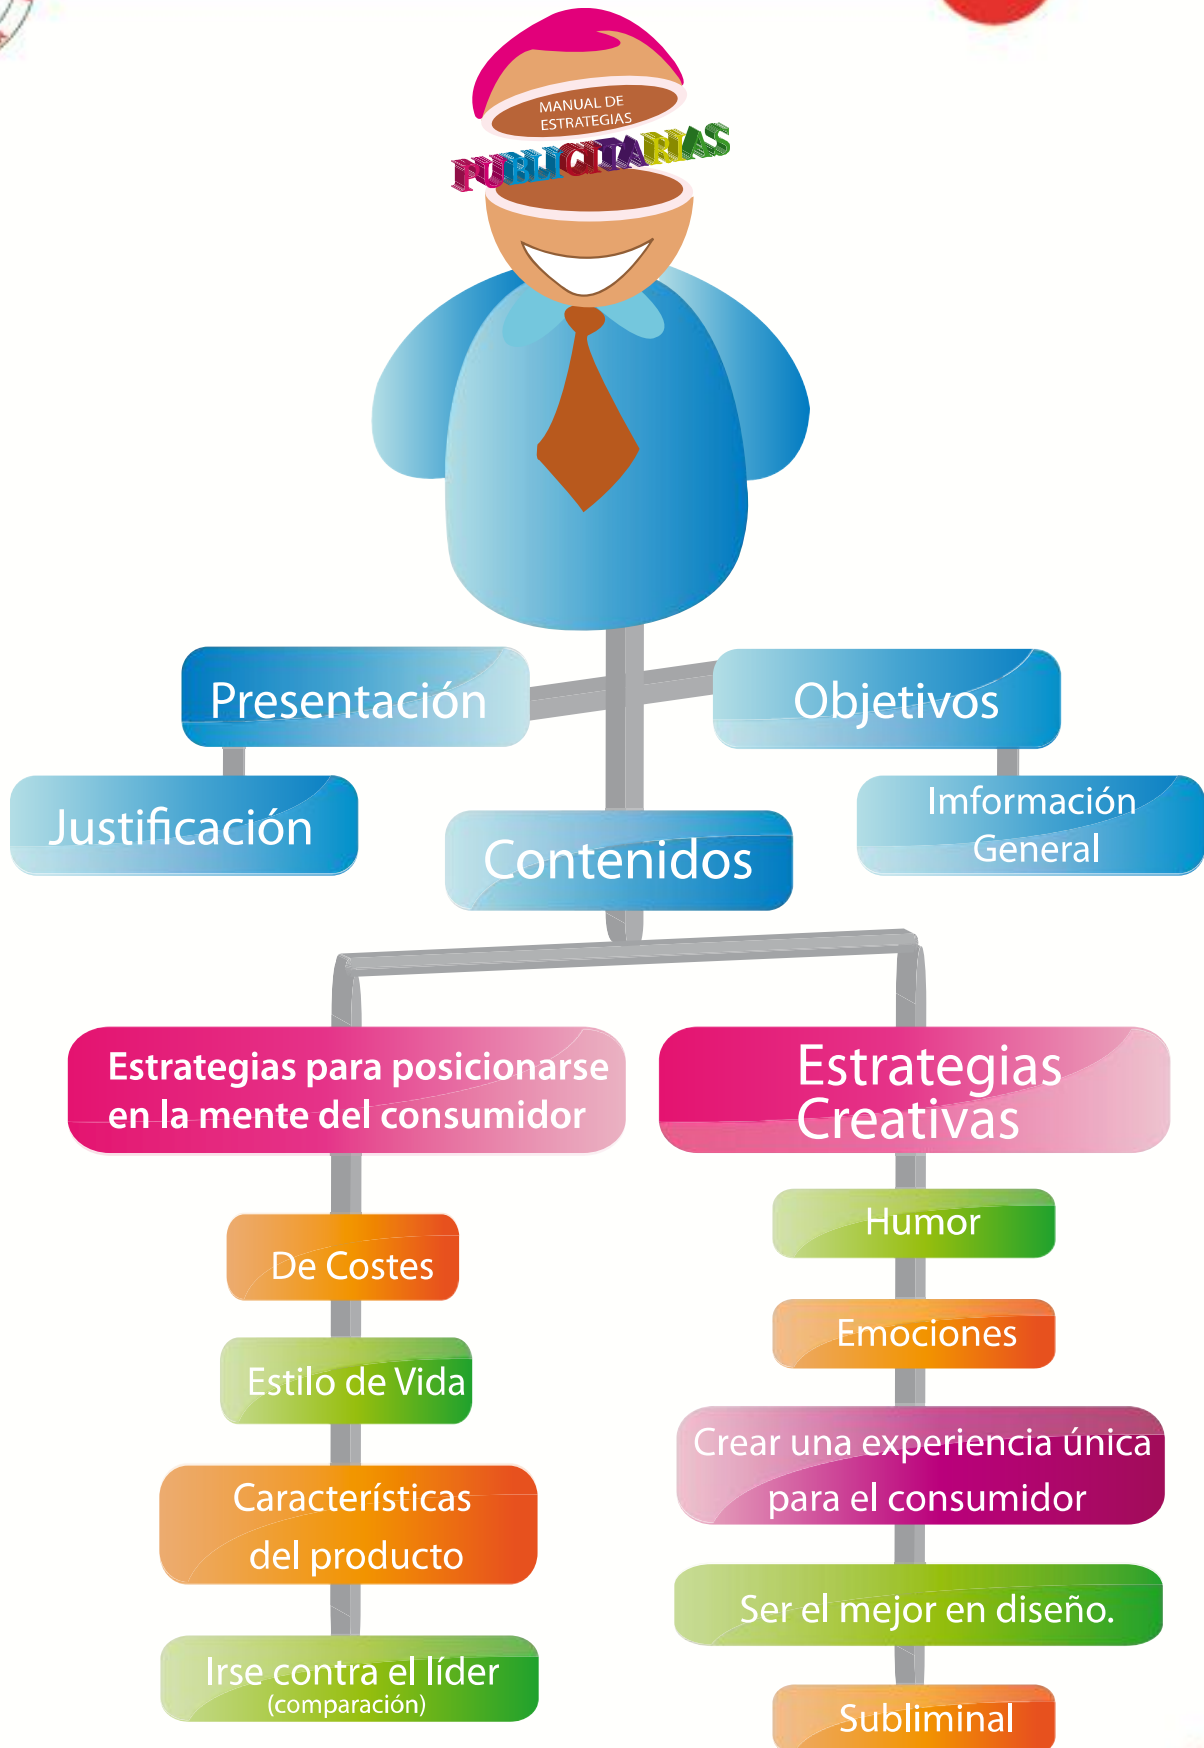 MANUAL DE
ESTRATEGIAS
PUBLICITARIAS
Presentación
Objetivos
Justificación
Imformación
General
Contenidos
Estrategias para posicionarse
en la mente del consumidor
Estrategias
Creativas
De Costes
Estilo de Vida
Características
del producto
Irse contra el líder
(comparación)
Humor
Emociones
Crear una experiencia única
para el consumidor
Ser el mejor en diseño.
Subliminal